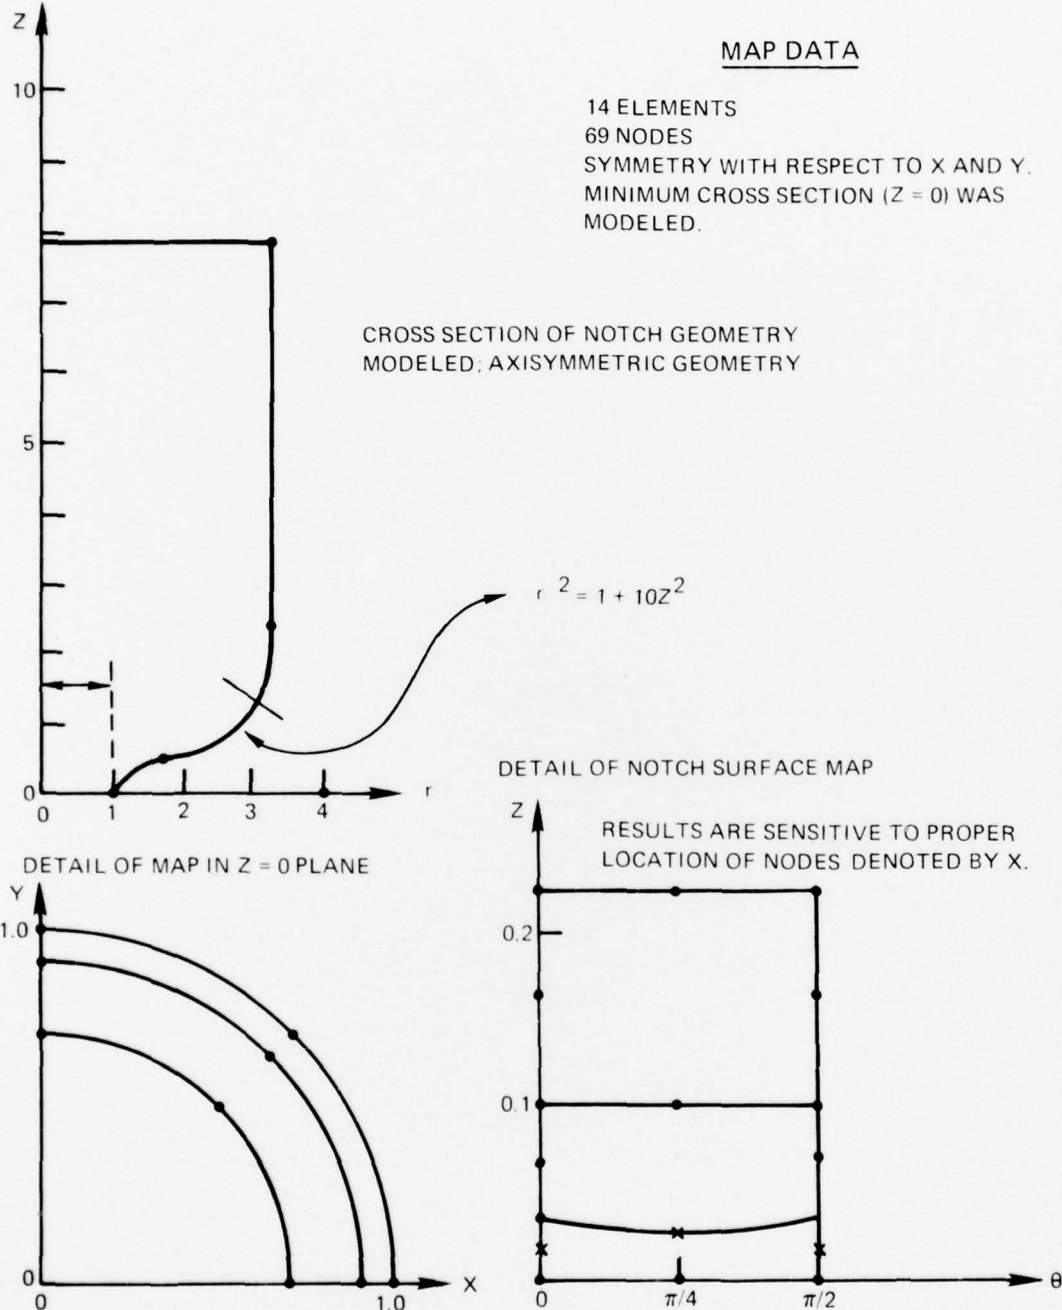 Z
MAP DATA
10
14 ELEMENTS
69 NODES
SYMMETRY WITH RESPECT TO X AND Y.
MINIMUM CROSS SECTION (Z = 0) WAS
MODELED.
CROSS SECTION OF NOTCH GEOMETRY
MODELED; AXISYMMETRIC GEOMETRY
5
r ² = 1 + 10Z²
0
0 1 2 3 4 r
DETAIL OF NOTCH SURFACE MAP
Z
RESULTS ARE SENSITIVE TO PROPER
LOCATION OF NODES DENOTED BY X.
DETAIL OF MAP IN Z = 0 PLANE
Y
1.0
0.2
0.1
0
0 1.0 X
0 π/4 π/2 θ